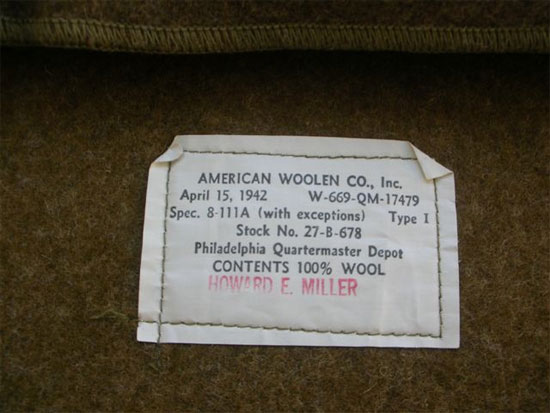 AMERICAN WOOLEN CO., Inc.
April 15, 1942 W-669-QM-17479
Spec. 8-111A (with exceptions) Type I
Stock No. 27-B-678
Philadelphia Quartermaster Depot
CONTENTS 100% WOOL
HOWARD E. MILLER